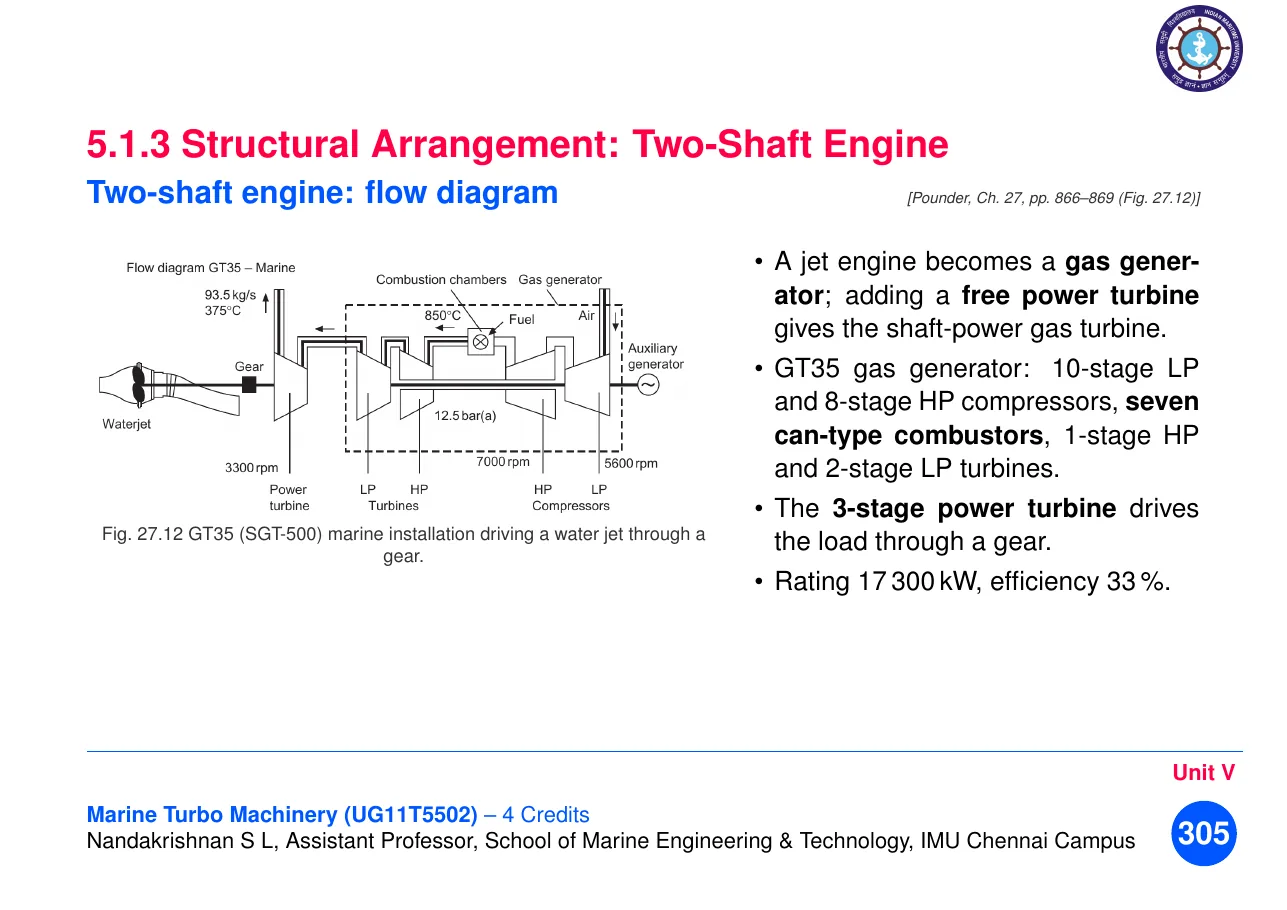 INDIAN MARITIME UNIVERSITY
5.1.3 Structural Arrangement: Two-Shaft Engine
Two-shaft engine: flow diagram
[Pounder, Ch. 27, pp. 866–869 (Fig. 27.12)]
Flow diagram GT35 – Marine
93.5 kg/s
375°C
Combustion chambers
Gas generator
850°C
Fuel
Air
Auxiliary
generator
Gear
Waterjet
12.5 bar(a)
3300 rpm
7000 rpm
5600 rpm
Power
turbine
LP HP
Turbines
HP LP
Compressors
Fig. 27.12 GT35 (SGT-500) marine installation driving a water jet through a
gear.
• A jet engine becomes a gas gener-
ator; adding a free power turbine
gives the shaft-power gas turbine.
• GT35 gas generator: 10-stage LP
and 8-stage HP compressors, seven
can-type combustors, 1-stage HP
and 2-stage LP turbines.
• The 3-stage power turbine drives
the load through a gear.
• Rating 17 300 kW, efficiency 33 %.
Unit V
Marine Turbo Machinery (UG11T5502) – 4 Credits
Nandakrishnan S L, Assistant Professor, School of Marine Engineering & Technology, IMU Chennai Campus
305